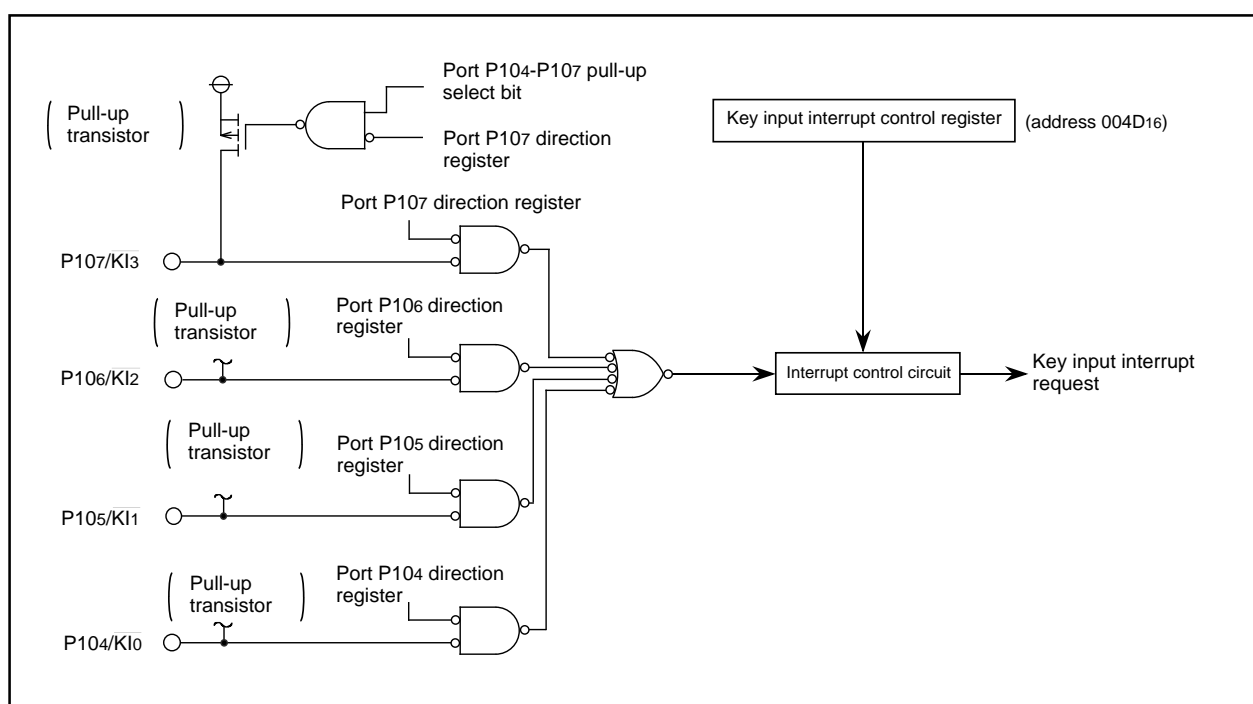 Port P104-P107 pull-up
select bit
Pull-up
transistor
Key input interrupt control register
(address 004D16)
Port P107 direction
register
Port P107 direction register
P107/KI3
Pull-up
transistor
Port P106 direction
register
P106/KI2
Interrupt control circuit
Key input interrupt
request
Pull-up
transistor
Port P105 direction
register
P105/KI1
Pull-up
transistor
Port P104 direction
register
P104/KI0